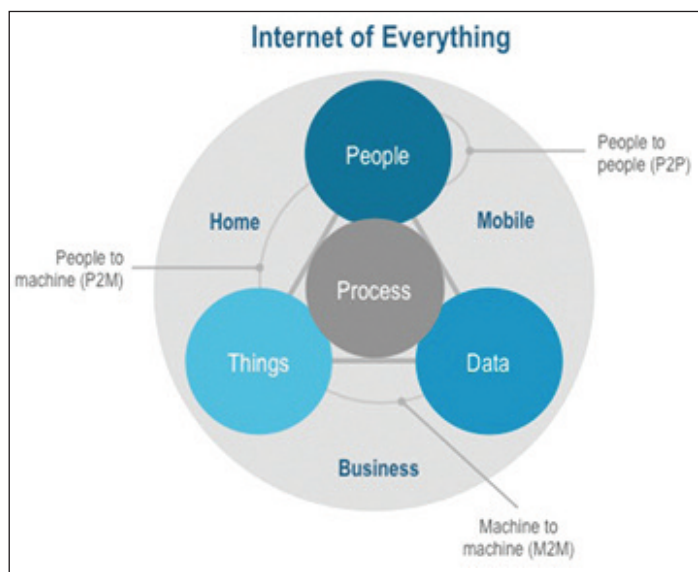 Internet of Everything
People
People to
people (P2P)
Home
Mobile
People to
machine (P2M)
Process
Things
Data
Business
Machine to
machine (M2M)